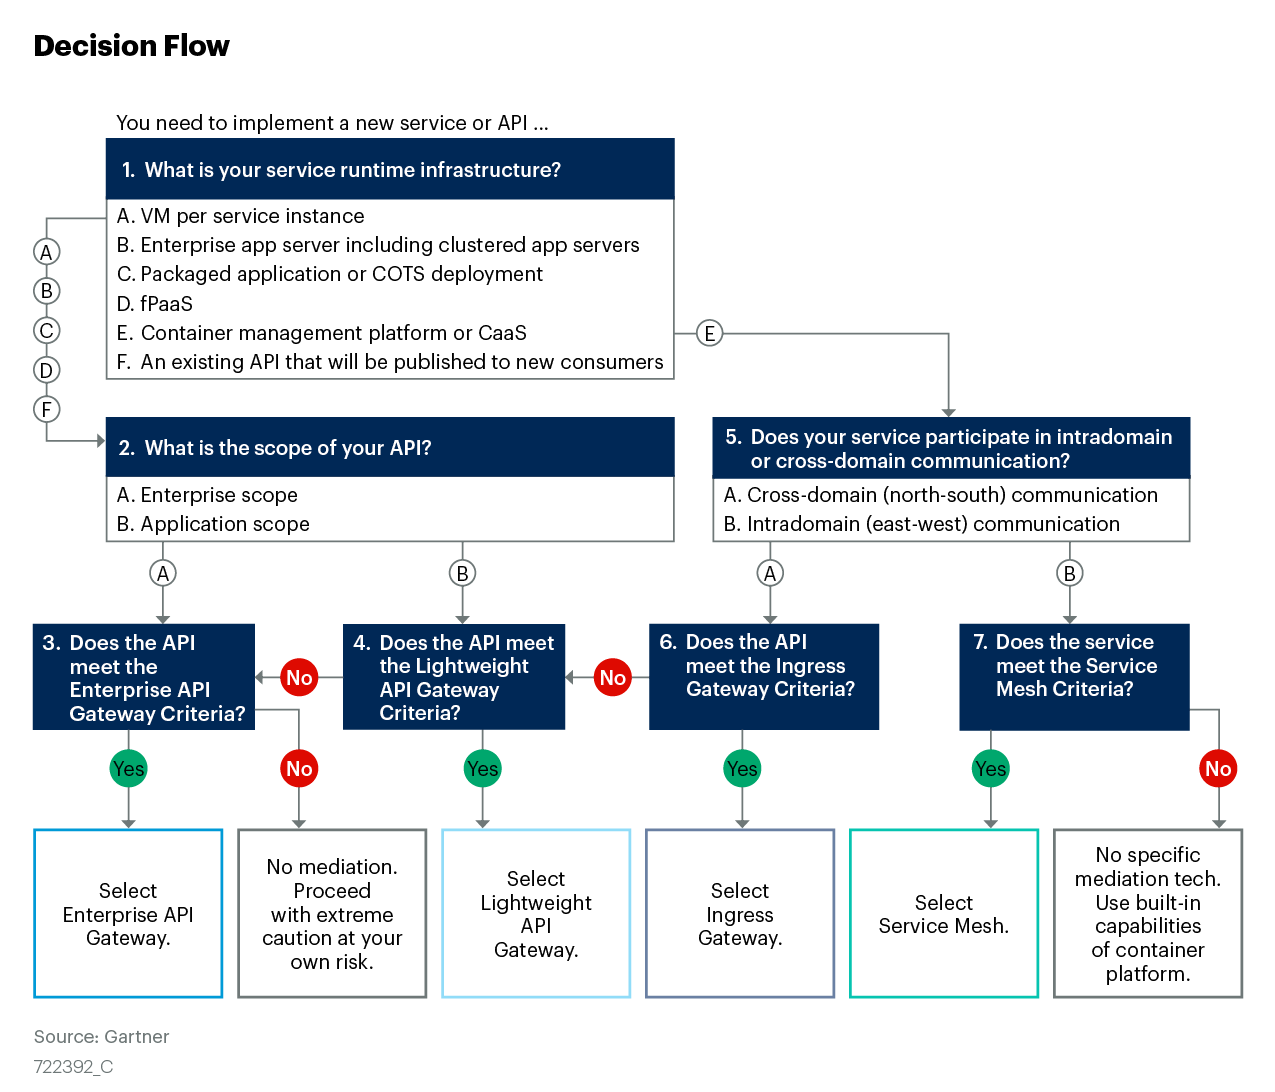 Decision Flow
You need to implement a new service or API ...
1. What is your service runtime infrastructure?
A. VM per service instance
B. Enterprise app server including clustered app servers
C. Packaged application or COTS deployment
D. fPaaS
E. Container management platform or CaaS
F. An existing API that will be published to new consumers
A
B
C
D
F
E
2. What is the scope of your API?
A. Enterprise scope
B. Application scope
5. Does your service participate in intradomain
or cross-domain communication?
A. Cross-domain (north-south) communication
B. Intradomain (east-west) communication
A
B
A
B
3. Does the API
meet the
Enterprise API
Gateway Criteria?
No
4. Does the API meet
the Lightweight
API Gateway
Criteria?
No
6. Does the API
meet the Ingress
Gateway Criteria?
7. Does the service
meet the Service
Mesh Criteria?
Yes
No
Yes
Yes
Yes
No
Select
Enterprise API
Gateway.
No mediation.
Proceed
with extreme
caution at your
own risk.
Select
Lightweight
API
Gateway.
Select
Ingress
Gateway.
Select
Service Mesh.
No specific
mediation tech.
Use built-in
capabilities
of container
platform.
Source: Gartner
722392_C